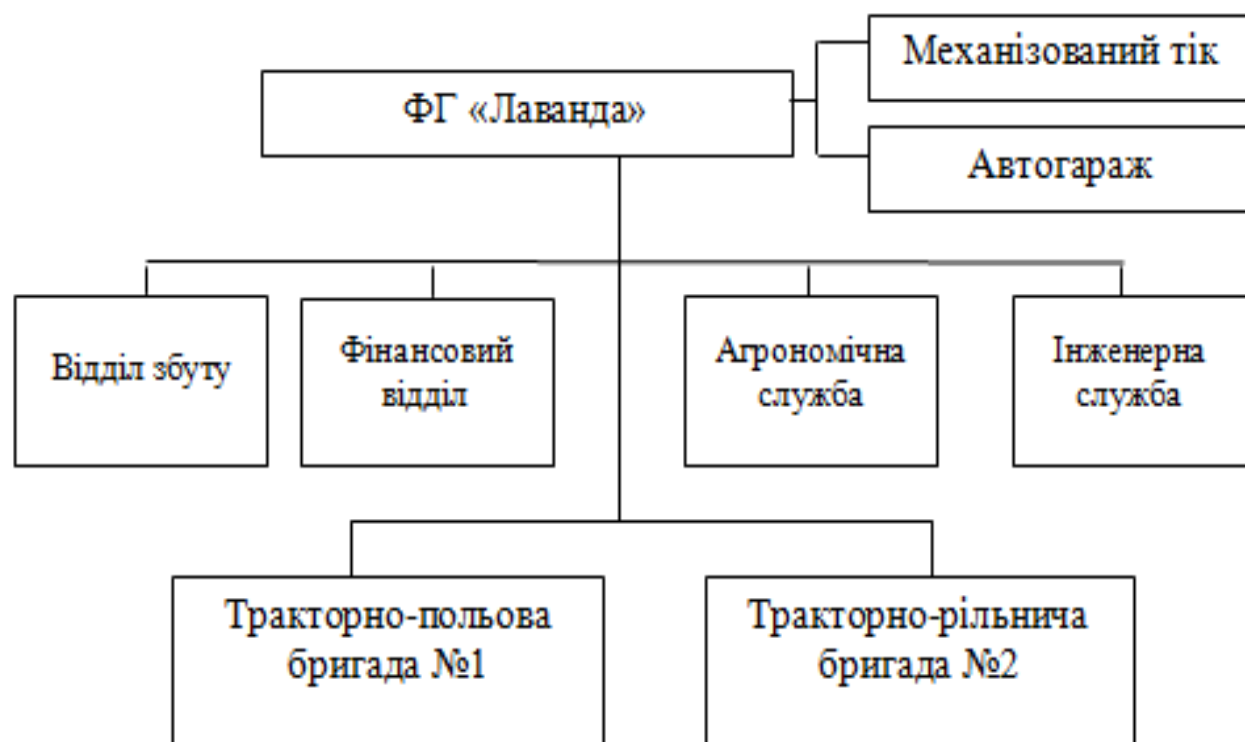 Механізований тік
ФГ «Лаванда»
Автогараж
Відділ збуту
Фінансовий
відділ
Агрономічна
служба
Інженерна
служба
Тракторно-польова
бригада №1
Тракторно-рільнича
бригада №2